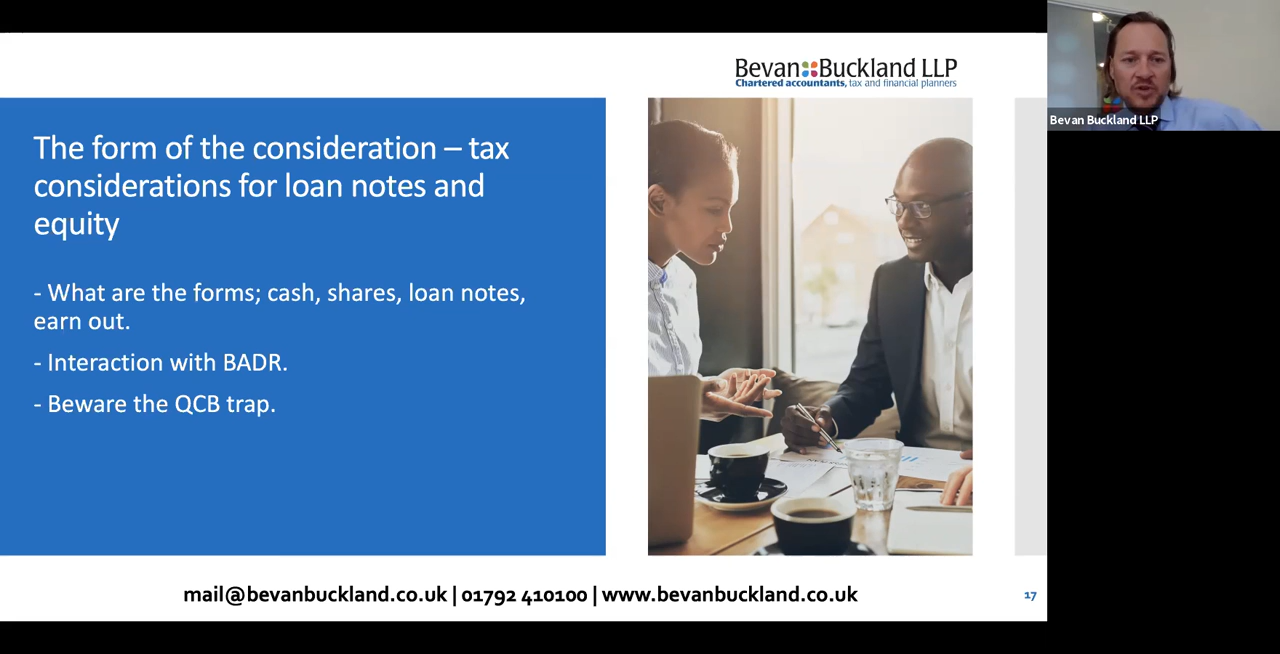 Bevan Buckland LLP
Chartered accountants, tax and financial planners
Bevan Buckland LLP
The form of the consideration – tax
considerations for loan notes and
equity
- What are the forms; cash, shares, loan notes,
earn out.
- Interaction with BADR.
- Beware the QCB trap.
mail@bevanbuckland.co.uk | 01792 410100 | www.bevanbuckland.co.uk
17